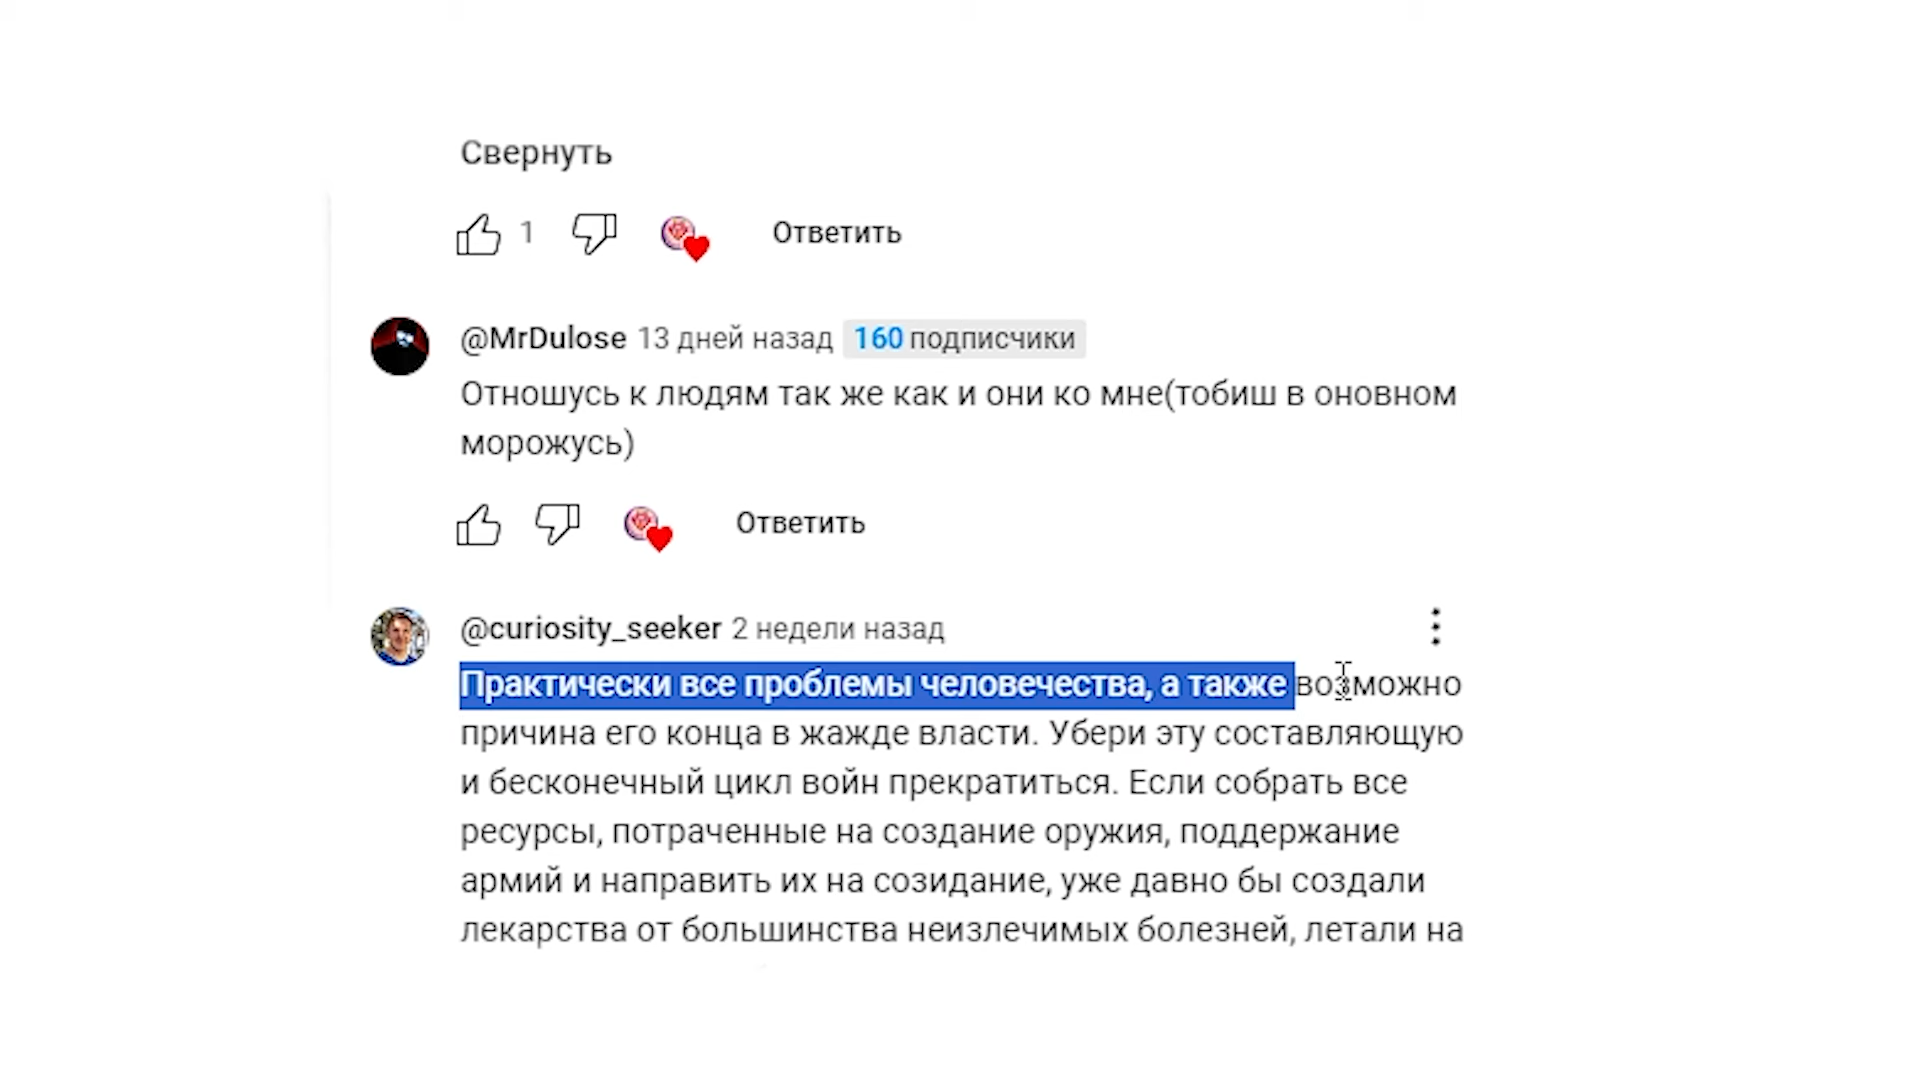 Свернуть
1 Ответить
@MrDulose 13 дней назад 160 подписчики
Отношусь к людям так же как и они ко мне(тобиш в оновном
морожусь)
Ответить
@curiosity_seeker 2 недели назад
Практически все проблемы человечества, а также возможно
причина его конца в жажде власти. Убери эту составляющую
и бесконечный цикл войн прекратиться. Если собрать все
ресурсы, потраченные на создание оружия, поддержание
армий и направить их на созидание, уже давно бы создали
лекарства от большинства неизлечимых болезней, летали на